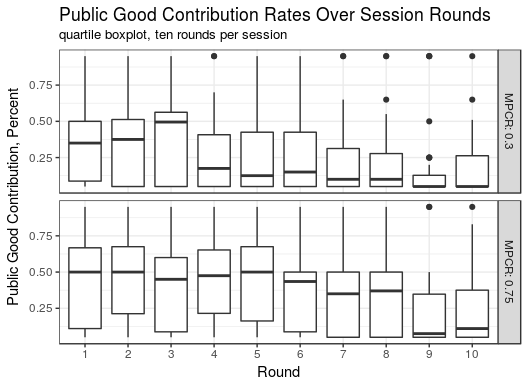 Public Good Contribution Rates Over Session Rounds
quartile boxplot, ten rounds per session
Public Good Contribution, Percent
0.75
0.50
0.25
MPCR: 0.3
0.75
0.50
0.25
MPCR: 0.75
1 2 3 4 5 6 7 8 9 10
Round